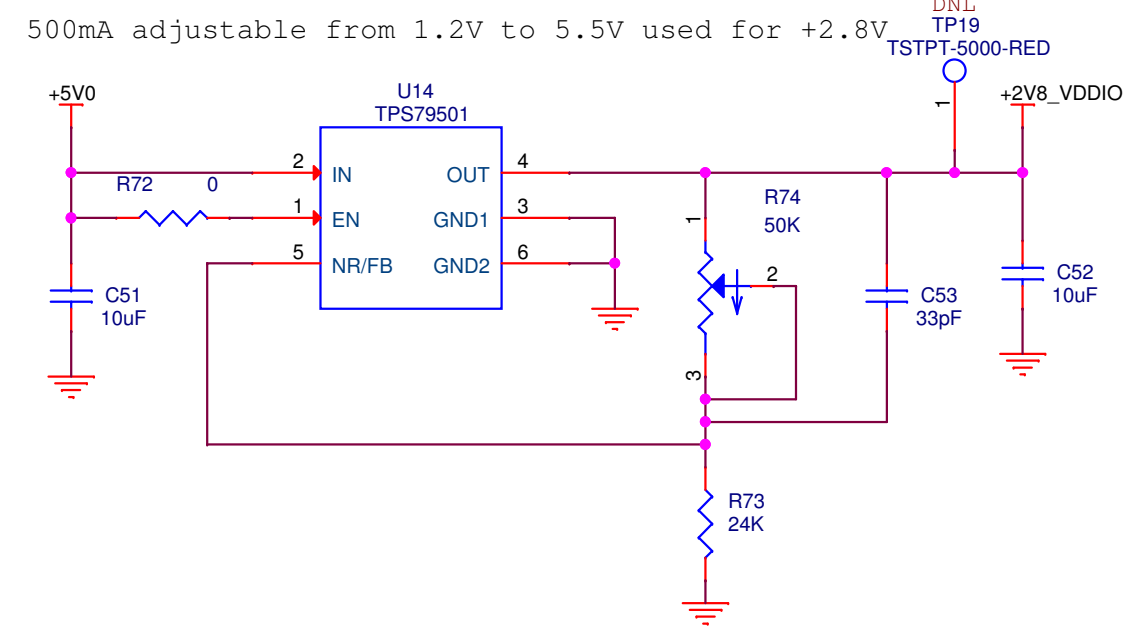 DNL
500mA adjustable from 1.2V to 5.5V used for +2.8V
TP19
TSTPT-5000-RED
+5V0
U14
TPS79501
1
+2V8_VDDIO
2
IN
OUT
4
R72
0
1
EN
GND1
3
5
NR/FB
GND2
6
R74
50K
1
2
3
C51
10uF
C53
33pF
C52
10uF
R73
24K